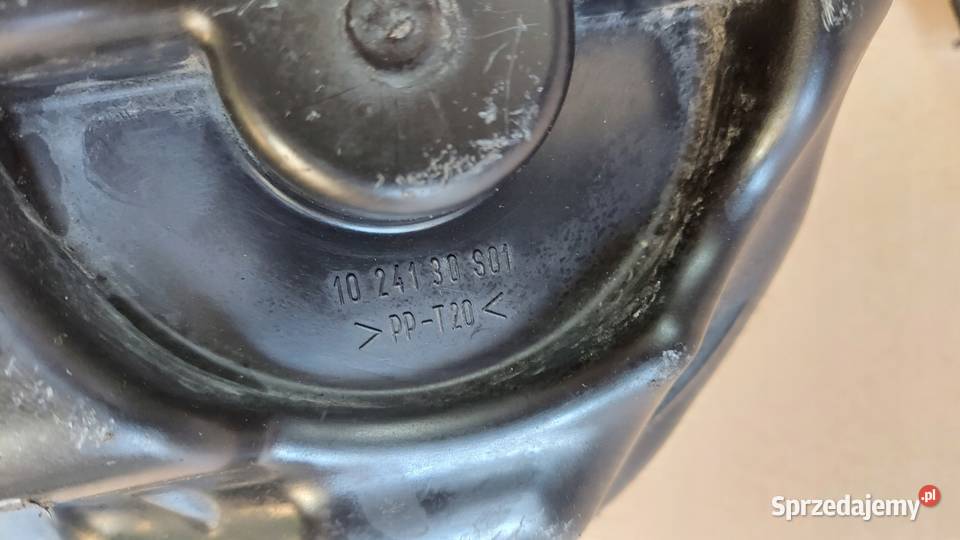 10 241 30 S01
>PP-T20<
Sprzedajemy.pl